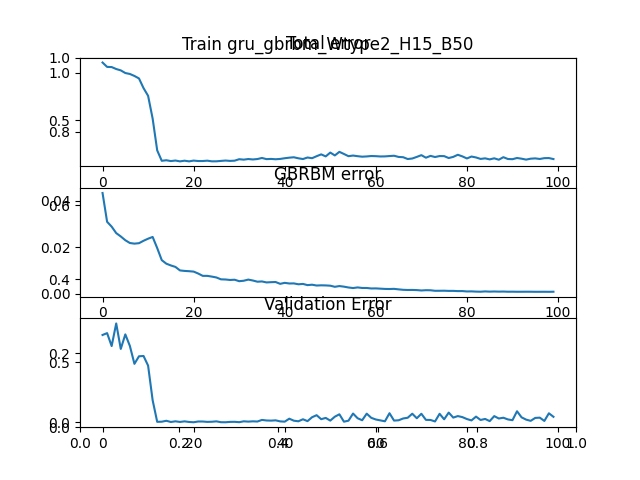 Train gru_gbrbm_Wtype2_H15_B50
Total error
1.0
1.0
0.5
0.8
0 20 40 60 80 100
GBRBM error
0.04
0.6
0.02
0.4
0.00
0 20 40 60 80 100
Validation Error
0.2
0.5
0.0
0.0
0.0 0 0.2 20 0.4 40 0.6 60 80 0.8 100 1.0